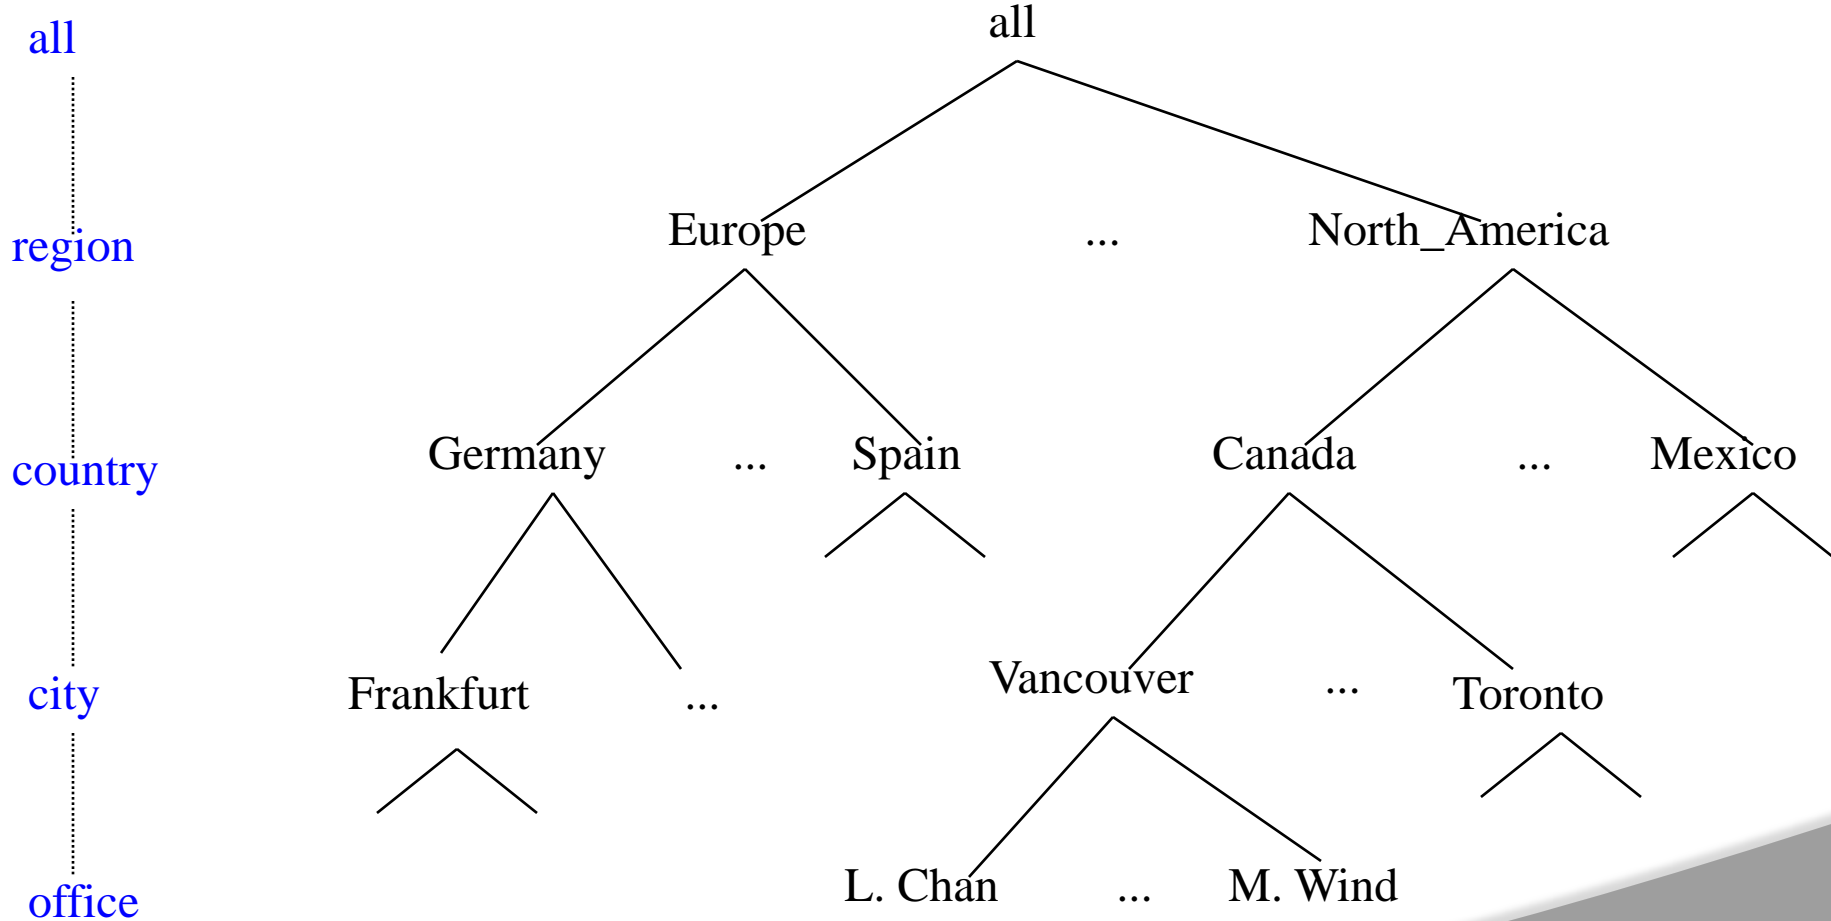 all
all
region
Europe ... North_America
country
Germany ... Spain Canada ... Mexico
city
Frankfurt ... Vancouver ... Toronto
office
L. Chan ... M. Wind